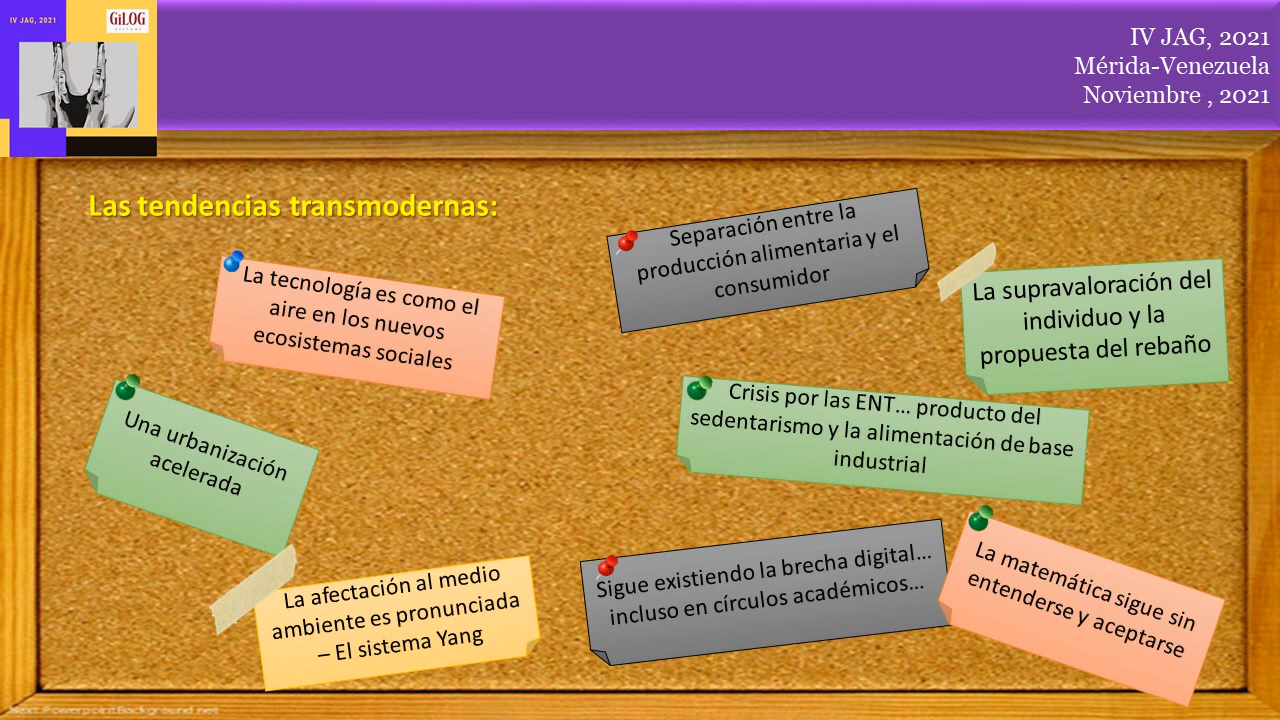 IV JAG, 2021
GiLOG
virtual
IV JAG, 2021
Mérida-Venezuela
Noviembre , 2021
Las tendencias transmodernas:
La tecnología es como el
aire en los nuevos
ecosistemas sociales
Separación entre la
producción alimentaria y el
consumidor
La supravaloración del
individuo y la
propuesta del rebaño
Una urbanización
acelerada
Crisis por las ENT... producto del
sedentarismo y la alimentación de base
industrial
La afectación al medio
ambiente es pronunciada
– El sistema Yang
Sigue existiendo la brecha digital...
incluso en círculos académicos...
La matemática sigue sin
entenderse y aceptarse
Next.PowerpointBackground.net